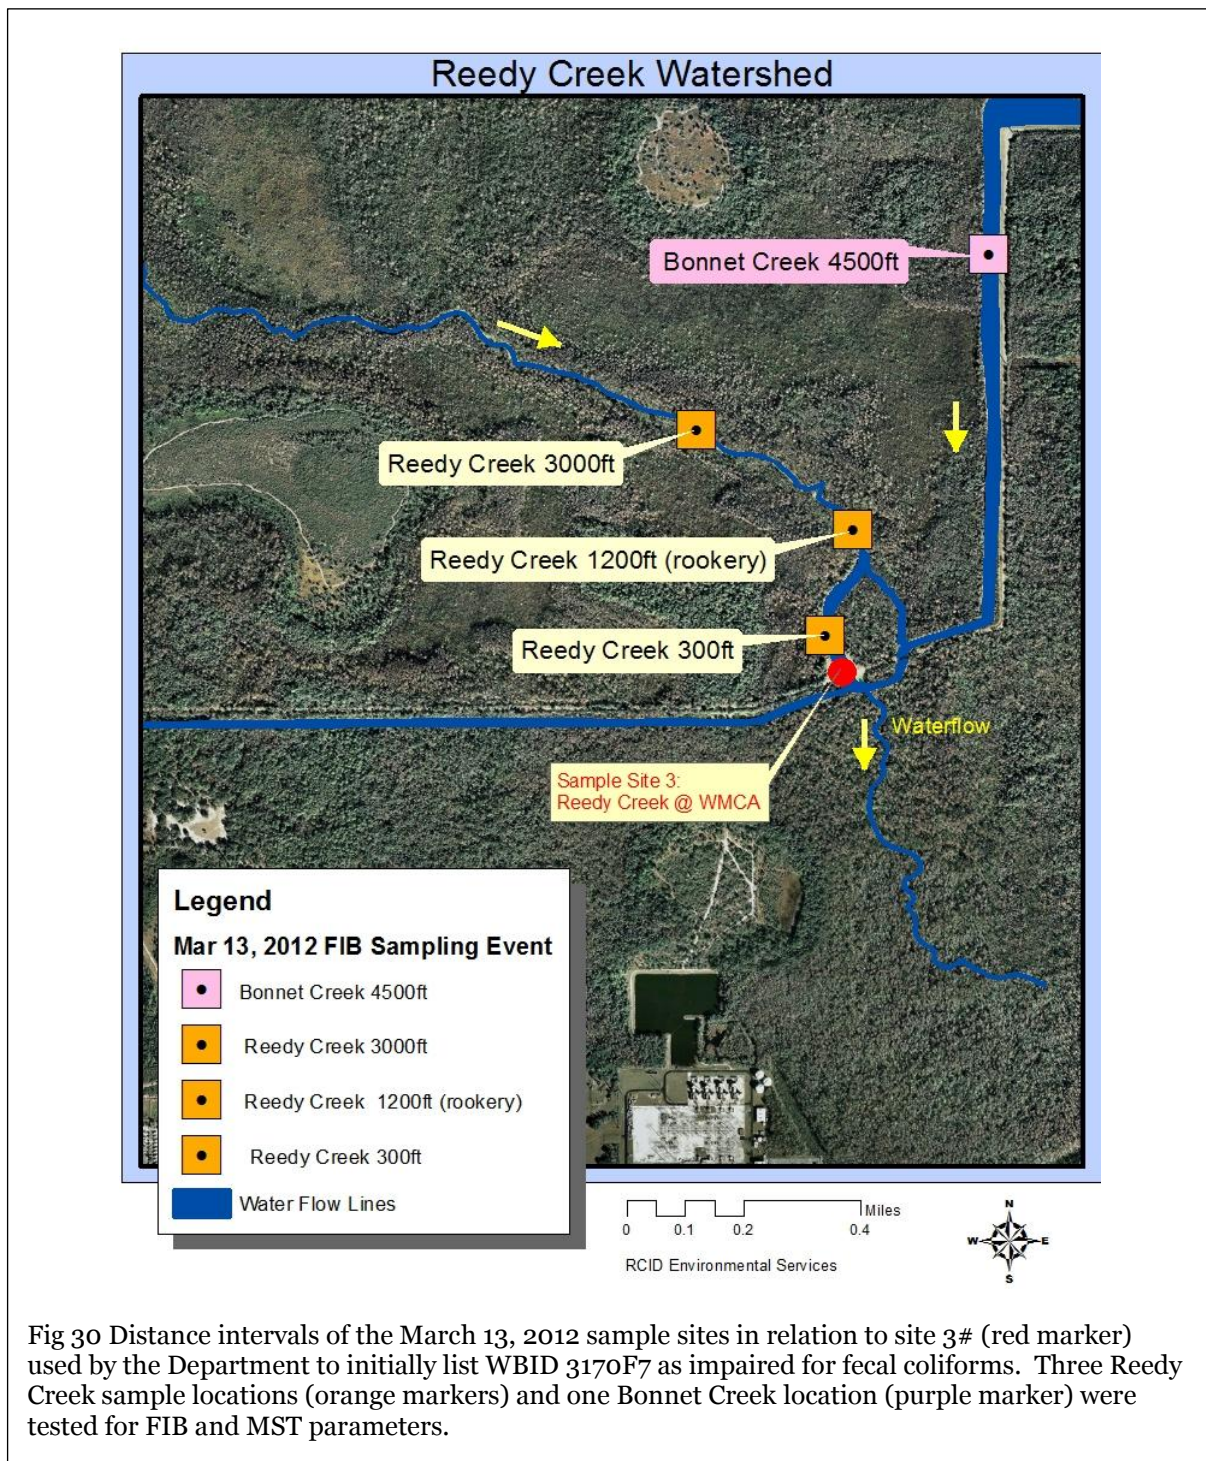 Reedy Creek Watershed
Bonnet Creek 4500ft
Reedy Creek 3000ft
Reedy Creek 1200ft (rookery)
Reedy Creek 300ft
Waterflow
Sample Site 3:
Reedy Creek @ WMCA
Legend
Mar 13, 2012 FIB Sampling Event
Bonnet Creek 4500ft
Reedy Creek 3000ft
Reedy Creek 1200ft (rookery)
Reedy Creek 300ft
Water Flow Lines
Miles
0 0.1 0.2 0.4
RCID Environmental Services
N
W E
S
Fig 30 Distance intervals of the March 13, 2012 sample sites in relation to site 3# (red marker)
used by the Department to initially list WBID 3170F7 as impaired for fecal coliforms. Three Reedy
Creek sample locations (orange markers) and one Bonnet Creek location (purple marker) were
tested for FIB and MST parameters.